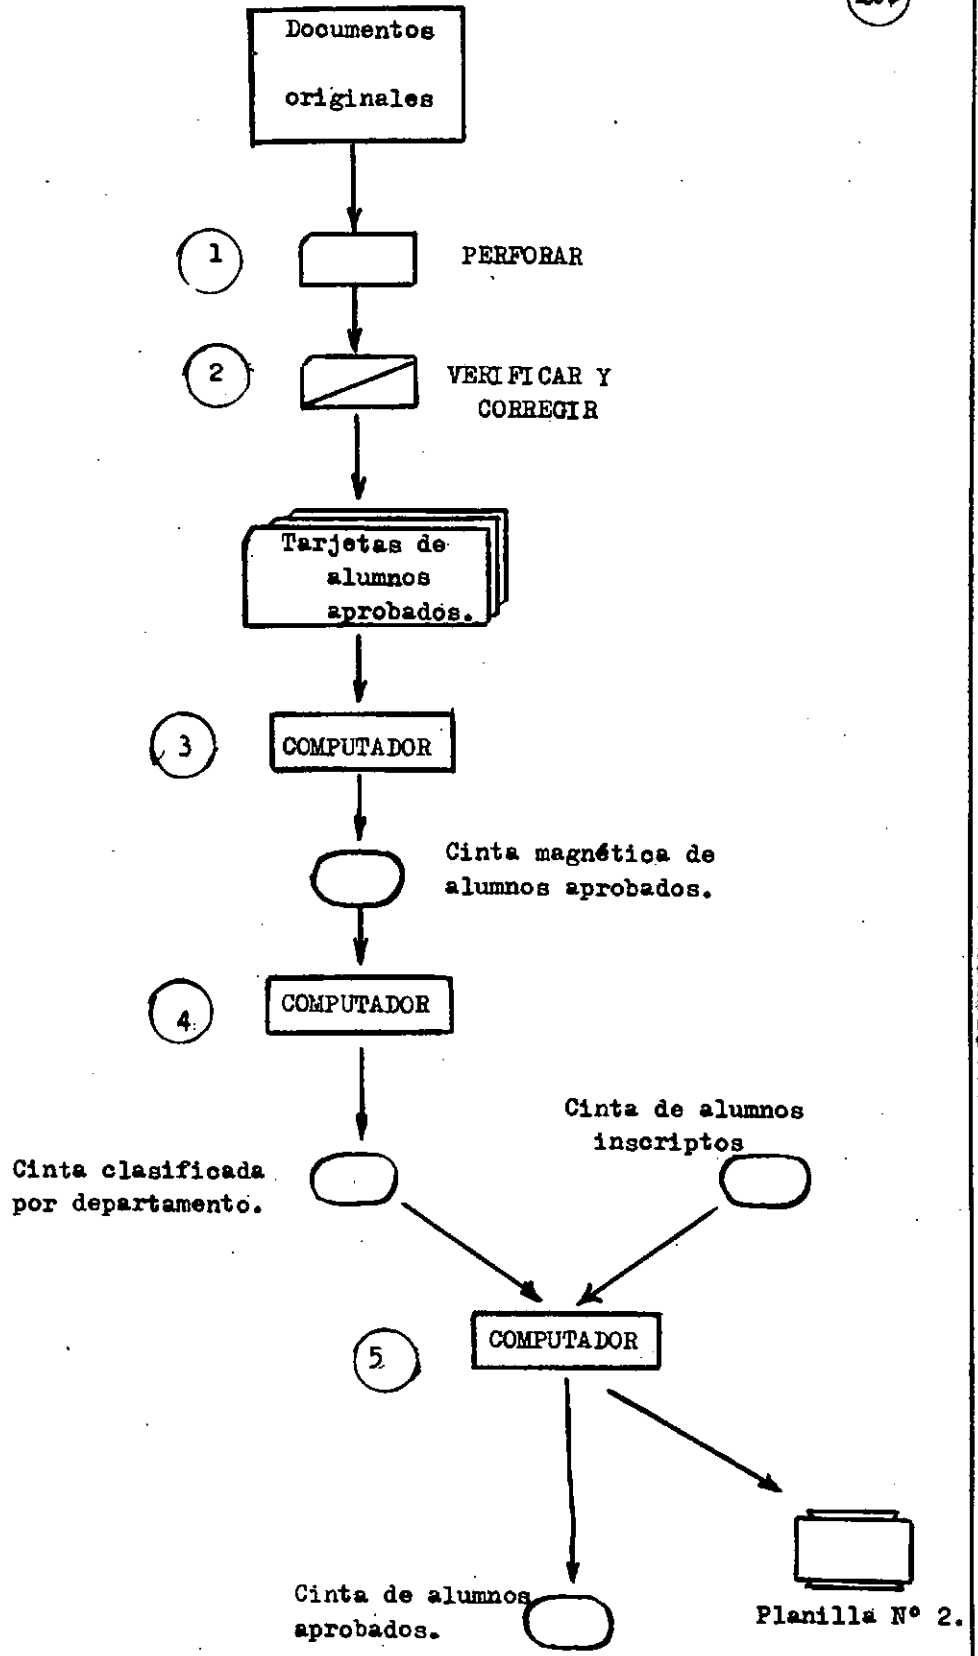 Documentos
originales
1
PERFORAR
2
VERIFICAR Y
CORREGIR
Tarjetas de
alumnos
aprobados.
3
COMPUTADOR
Cinta magnética de
alumnos aprobados.
4
COMPUTADOR
Cinta de alumnos
inscriptos
Cinta clasificada
por departamento.
5
COMPUTADOR
Cinta de alumnos
aprobados.
Planilla Nº 2.